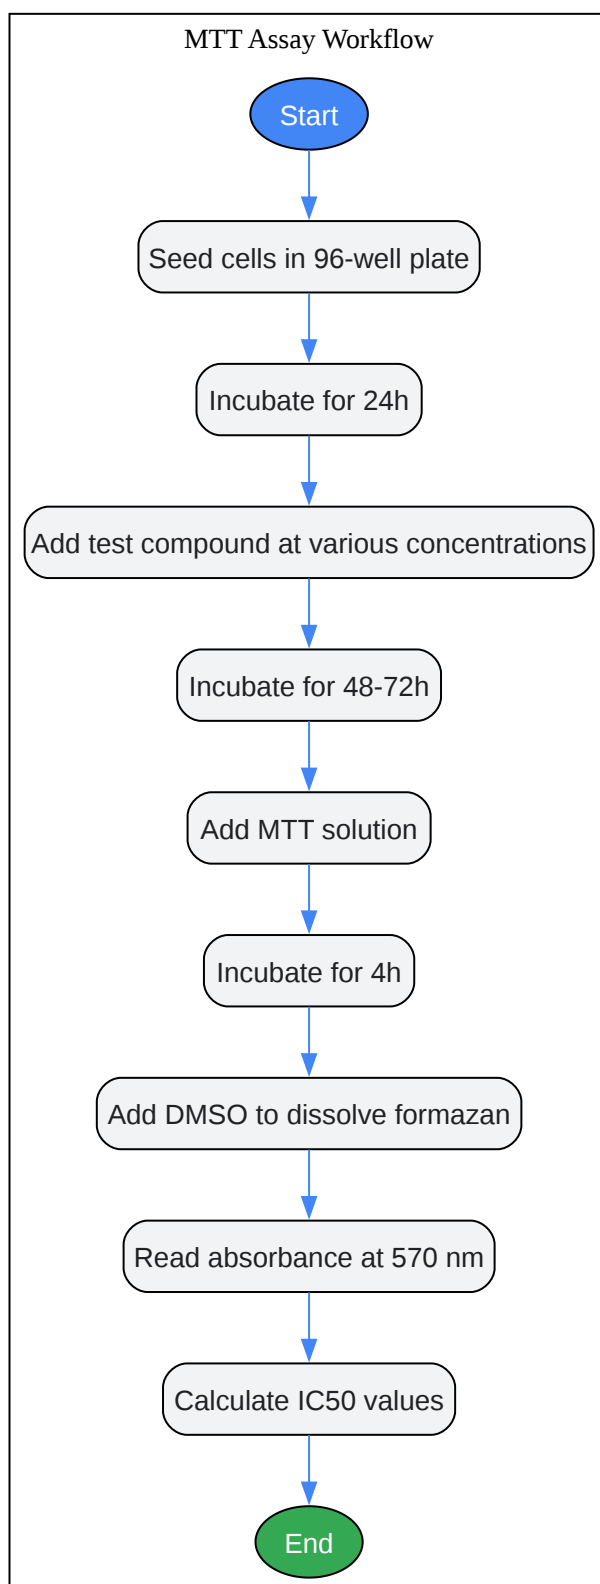 MTT Assay Workflow
Start
Seed cells in 96-well plate
Incubate for 24h
Add test compound at various concentrations
Incubate for 48-72h
Add MTT solution
Incubate for 4h
Add DMSO to dissolve formazan
Read absorbance at 570 nm
Calculate IC50 values
End